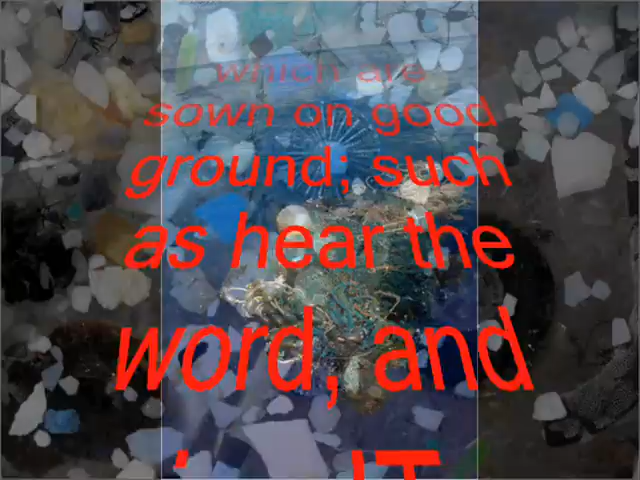 which are
sown on good
ground; such
as hear the
word, and